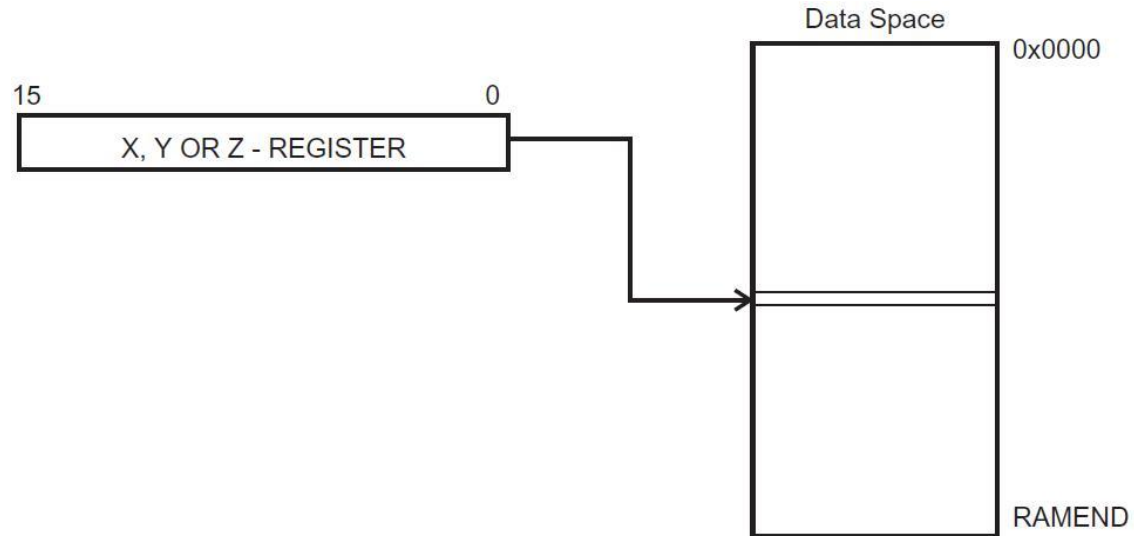 Data Space
0x0000
15 0
X, Y OR Z - REGISTER
RAMEND